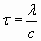 τ = λ/c